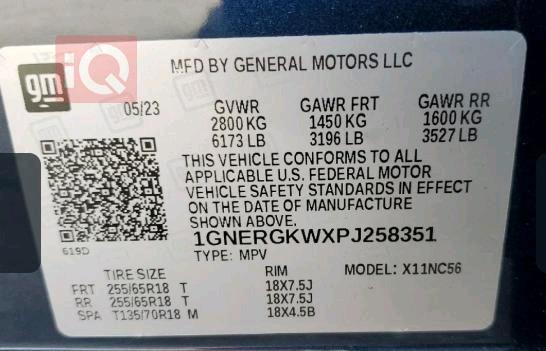 gm
iQ
MFD BY GENERAL MOTORS LLC
05/23 GVWR GAWR FRT GAWR RR
2800 KG 1450 KG 1600 KG
6173 LB 3196 LB 3527 LB
THIS VEHICLE CONFORMS TO ALL
APPLICABLE U.S. FEDERAL MOTOR
VEHICLE SAFETY STANDARDS IN EFFECT
ON THE DATE OF MANUFACTURE
SHOWN ABOVE.
1GNERGKWXPJ258351
619D
TYPE: MPV
TIRE SIZE RIM MODEL: X11NC56
FRT 255/65R18 T 18X7.5J
RR 255/65R18 T 18X7.5J
SPA T135/70R18 M 18X4.5B